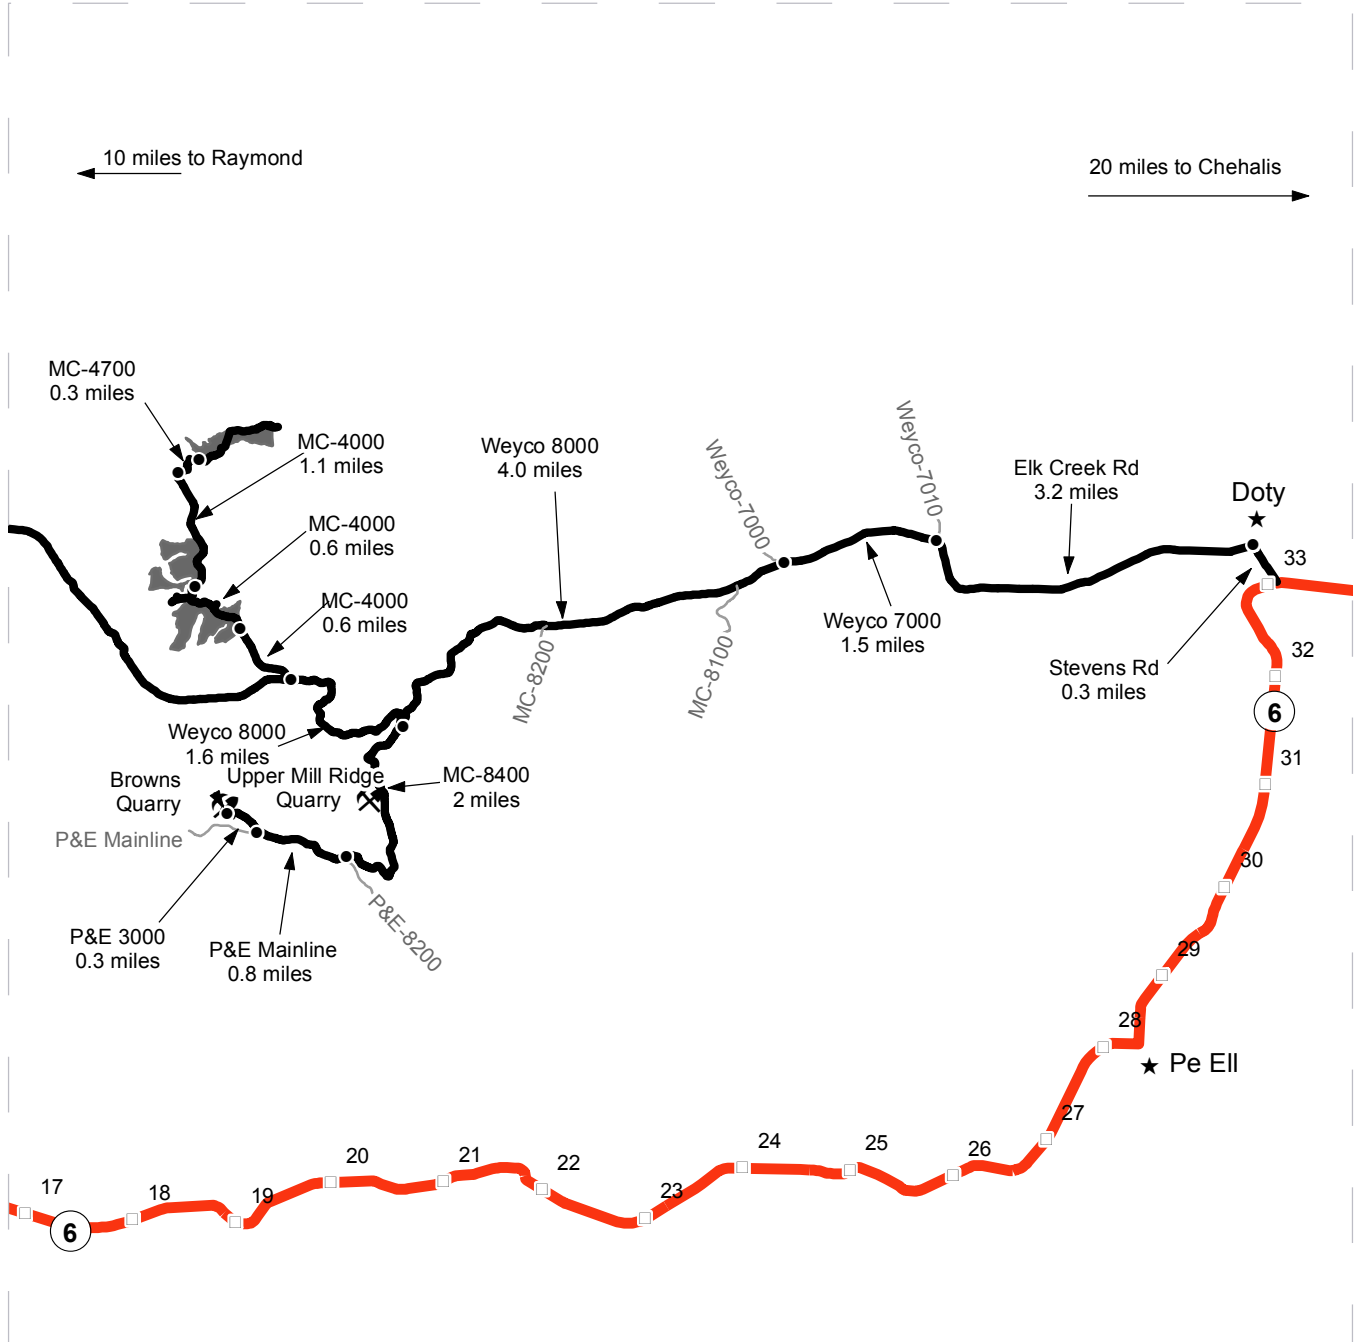 10 miles to Raymond
20 miles to Chehalis
MC-4700
0.3 miles
MC-4000
1.1 miles
MC-4000
0.6 miles
MC-4000
0.6 miles
Weyco 8000
4.0 miles
Weyco-7000
Weyco-7010
Elk Creek Rd
3.2 miles
Doty
33
MC-8200
MC-8100
Weyco 7000
1.5 miles
Stevens Rd
0.3 miles
32
6
31
Weyco 8000
1.6 miles
Browns
Quarry
Upper Mill Ridge
Quarry
MC-8400
2 miles
P&E Mainline
P&E-8200
P&E 3000
0.3 miles
P&E Mainline
0.8 miles
30
29
28
Pe Ell
27
26
25
24
23
22
21
20
19
18
17
6